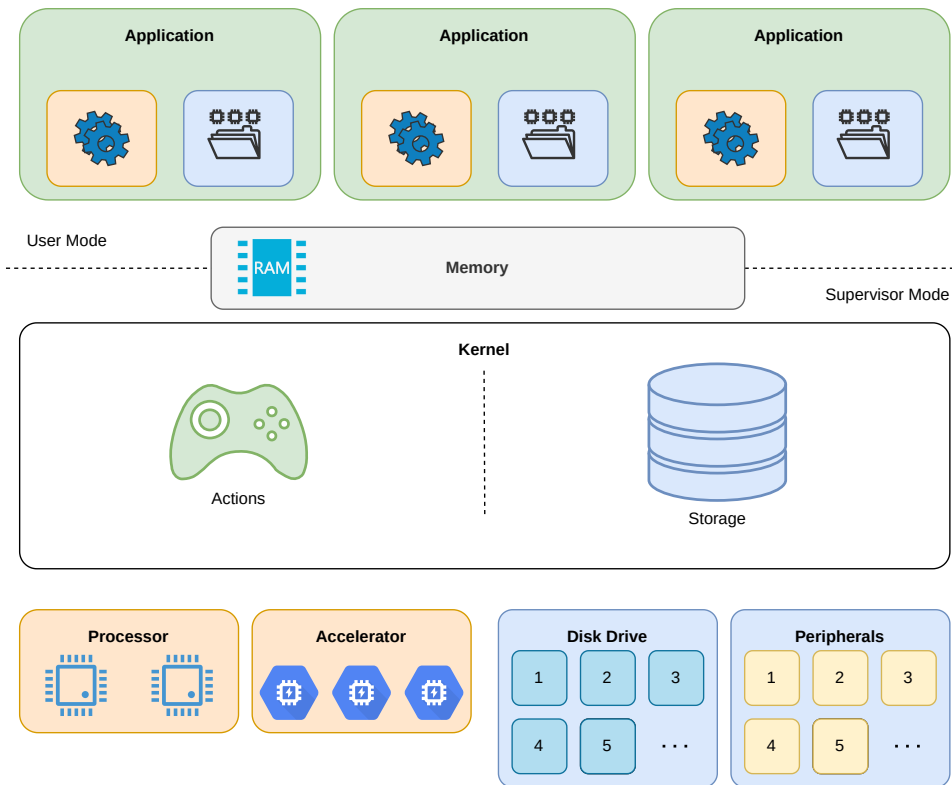 Application
Application
Application
User Mode
RAM
Memory
Supervisor Mode
Kernel
Actions
Storage
Processor
Accelerator
Disk Drive
1 2 3
4 5 ...
Peripherals
1 2 3
4 5 ...